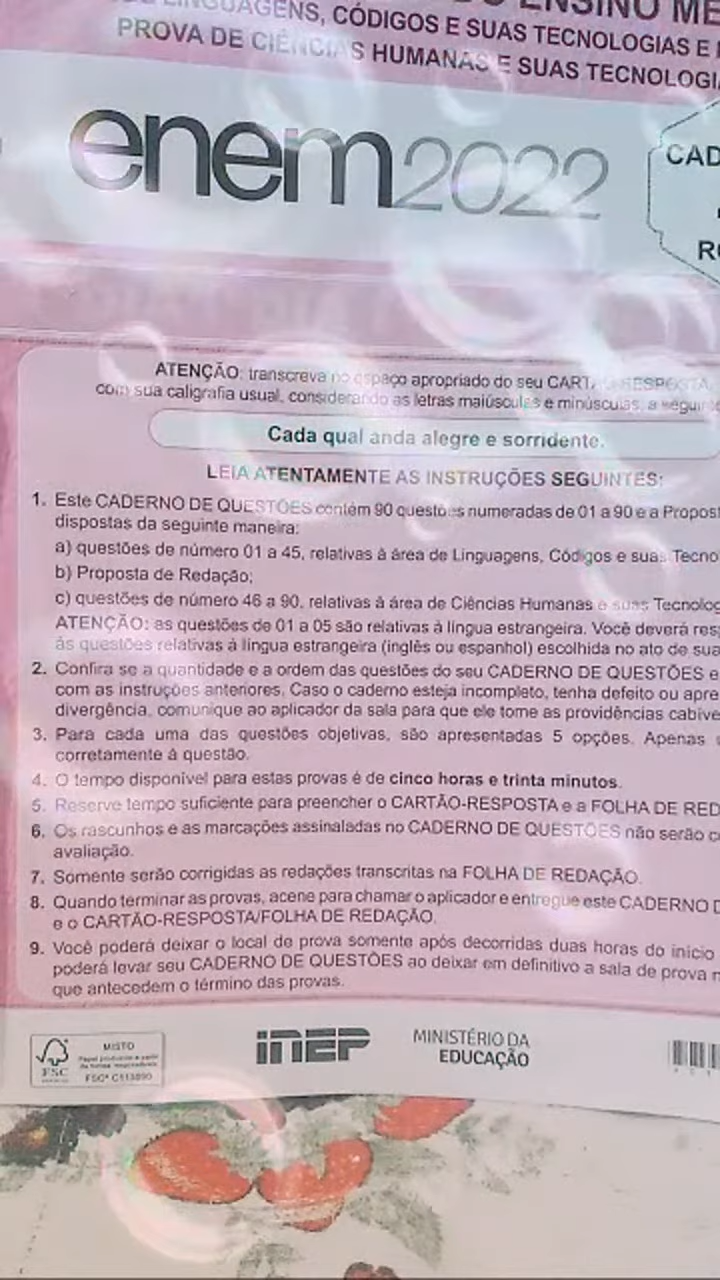 ENSINO ME
LINGUAGENS, CÓDIGOS E SUAS TECNOLOGIAS E
PROVA DE CIÊNCIAS HUMANAS E SUAS TECNOLOGI
enem2022
CAD
R
ATENÇÃO: transcreva no espaço apropriado do seu CARTÃO-RESPOSTA,
com sua caligrafia usual, considerando as letras maiúsculas e minúsculas, a seguir
Cada qual anda alegre e sorridente.
LEIA ATENTAMENTE AS INSTRUÇÕES SEGUINTES:
1. Este CADERNO DE QUESTÕES contém 90 questões numeradas de 01 a 90 e a Propost
dispostas da seguinte maneira:
a) questões de número 01 a 45, relativas à área de Linguagens, Códigos e suas Tecno
b) Proposta de Redação;
c) questões de número 46 a 90, relativas à área de Ciências Humanas e suas Tecnolog
ATENÇÃO: as questões de 01 a 05 são relativas à língua estrangeira. Você deverá res
às questões relativas à língua estrangeira (inglês ou espanhol) escolhida no ato de sua
2. Confira se a quantidade e a ordem das questões do seu CADERNO DE QUESTÕES e
com as instruções anteriores. Caso o caderno esteja incompleto, tenha defeito ou apre
divergência, comunique ao aplicador da sala para que ele tome as providências cabíve
3. Para cada uma das questões objetivas, são apresentadas 5 opções. Apenas
corretamente à questão.
4. O tempo disponível para estas provas é de cinco horas e trinta minutos.
5. Reserve tempo suficiente para preencher o CARTÃO-RESPOSTA e a FOLHA DE RED
6. Os rascunhos e as marcações assinaladas no CADERNO DE QUESTÕES não serão co
avaliação.
7. Somente serão corrigidas as redações transcritas na FOLHA DE REDAÇÃO.
8. Quando terminar as provas, acene para chamar o aplicador e entregue este CADERNO D
e o CARTÃO-RESPOSTA/FOLHA DE REDAÇÃO.
9. Você poderá deixar o local de prova somente após decorridas duas horas do início
poderá levar seu CADERNO DE QUESTÕES ao deixar em definitivo a sala de prova n
que antecedem o término das provas.
FSC
MISTO
Papel produzido a partir
de fontes responsáveis
inep
MINISTÉRIO DA
EDUCAÇÃO